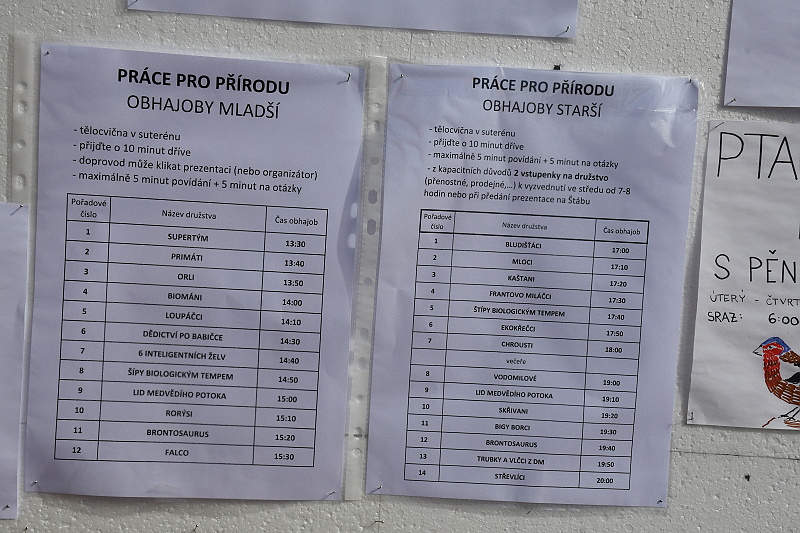 PRÁCE PRO PŘÍRODU
OBHAJOBY MLADŠÍ
- tělocvična v suterénu
- přijďte o 10 minut dříve
- doprovod může klikat prezentaci (nebo organizátor)
- maximálně 5 minut povídání + 5 minut na otázky
Pořadové číslo Název družstva Čas obhajob
1 SUPERTÝM 13:30
2 PRIMÁTI 13:40
3 ORLI 13:50
4 BIOMÁNI 14:00
5 LOUPÁČCI 14:10
6 DĚDICTVÍ PO BABIČCE 14:30
7 6 INTELIGENTNÍCH ŽELV 14:40
8 ŠÍPY BIOLOGICKÝM TEMPEM 14:50
9 LID MEDVĚDÍHO POTOKA 15:00
10 RORÝSI 15:10
11 BRONTOSAURUS 15:20
12 FALCO 15:30
PRÁCE PRO PŘÍRODU
OBHAJOBY STARŠÍ
- tělocvična v suterénu
- přijďte o 10 minut dříve
- maximálně 5 minut povídání + 5 minut na otázky
- z kapacitních důvodů 2 vstupenky na družstvo
(přenostné, prodejné,...) k vyzvednutí ve středu od 7-8
hodin nebo při předání prezentace na Štábu
Pořadové číslo Název družstva Čas obhajob
1 BLUDIŠŤÁCI 17:00
2 MLOCI 17:10
3 KAŠTANI 17:20
4 FRANTOVO MILÁČCI 17:30
5 ŠTÍPY BIOLOGICKÝM TEMPEM 17:40
6 EKOKŘEČCI 17:50
7 CHROUSTI 18:00
večeře
8 VODOMILOVÉ 19:00
9 LID MEDVĚDÍHO POTOKA 19:10
10 SKŘIVANI 19:20
11 BIGY BORCI 19:30
12 BRONTOSAURUS 19:40
13 TRUBKY A VLČCI Z DM 19:50
14 STŘEVLÍCI 20:00
PTA
S PĚN
ÚTERÝ - ČTVRT
SRAZ: 6:00